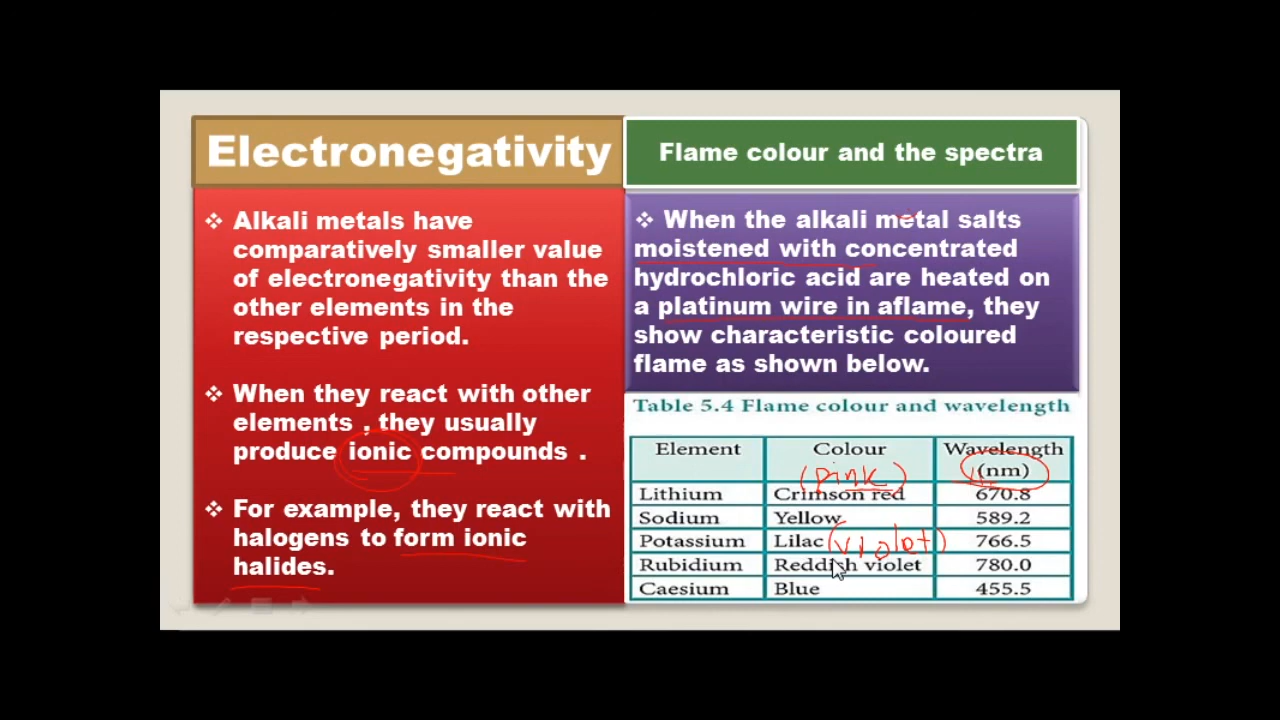 Electronegativity
❖ Alkali metals have
comparatively smaller value
of electronegativity than the
other elements in the
respective period.
❖ When they react with other
elements , they usually
produce ionic compounds .
❖ For example, they react with
halogens to form ionic
halides.
Flame colour and the spectra
❖ When the alkali metal salts
moistened with concentrated
hydrochloric acid are heated on
a platinum wire in aflame, they
show characteristic coloured
flame as shown below.
Table 5.4 Flame colour and wavelength
Element Colour Wavelength
(pink) (nm)
Lithium Crimson red 670.8
Sodium Yellow 589.2
Potassium Lilac (violet) 766.5
Rubidium Reddish violet 780.0
Caesium Blue 455.5